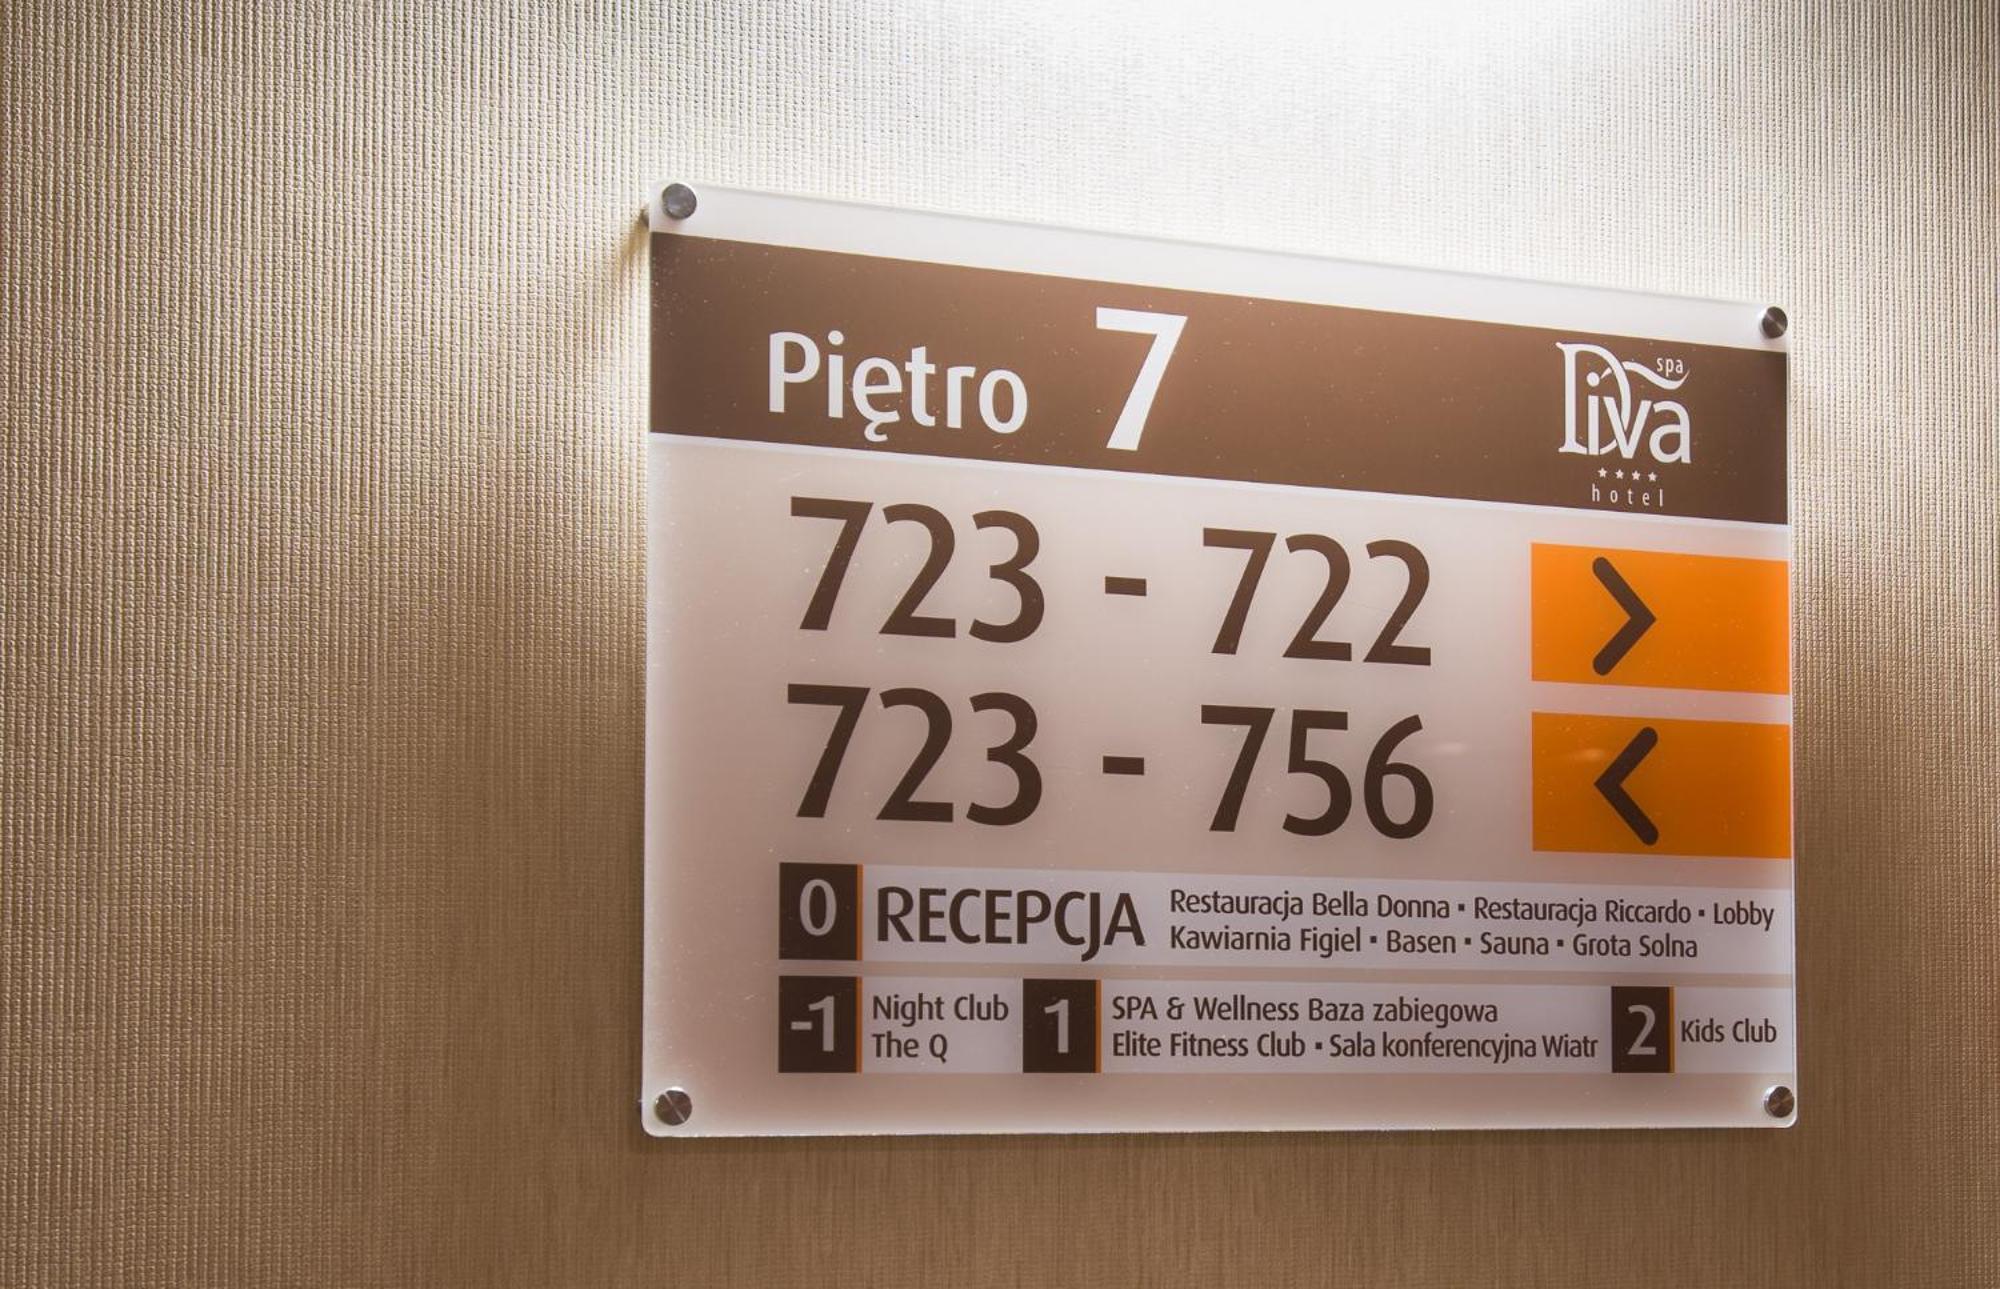 Piętro 7
Diva spa
★★★★
hotel
723 - 722 >
723 - 756 <
0 RECEPCJA
Restauracja Bella Donna ▪ Restauracja Riccardo ▪ Lobby
Kawiarnia Figiel ▪ Basen ▪ Sauna ▪ Grota Solna
-1 Night Club
The Q
1 SPA & Wellness Baza zabiegowa
Elite Fitness Club ▪ Sala konferencyjna Wiatr
2 Kids Club